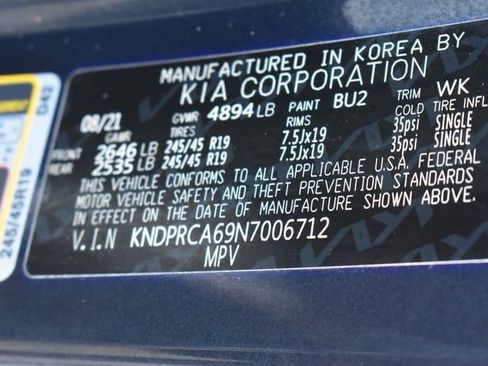 MANUFACTURED IN KOREA BY
KIA CORPORATION
08/21 GVWR 4894LB PAINT BU2 TRIM WK
GAWR TIRES RIMS COLD TIRE INFL
FRONT 2646 LB 245/45 R19 7.5Jx19 35psi SINGLE
REAR 2535 LB 245/45 R19 7.5Jx19 35psi SINGLE
THIS VEHICLE CONFORMS TO ALL APPLICABLE U.S.A. FEDERAL
MOTOR VEHICLE SAFETY AND THEFT PREVENTION STANDARDS
IN EFFECT ON THE DATE OF MANUFACTURE SHOWN ABOVE.
V.I.N KNDPRCA69N7006712
MPV
245/45R19